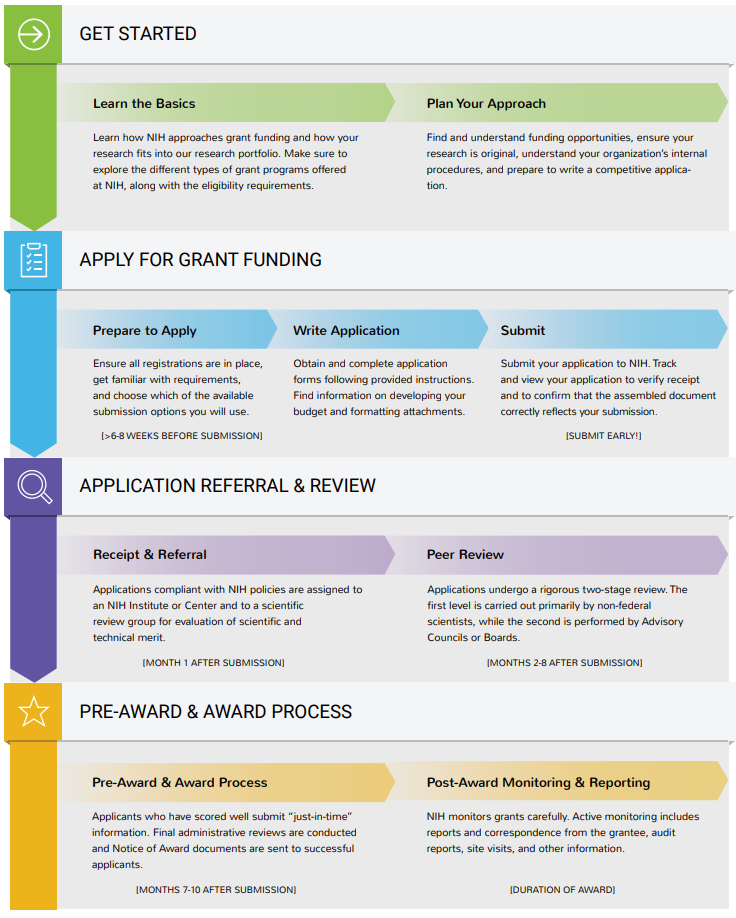 GET STARTED
Learn the Basics
Learn how NIH approaches grant funding and how your
research fits into our research portfolio. Make sure to
explore the different types of grant programs offered
at NIH, along with the eligibility requirements.
Plan Your Approach
Find and understand funding opportunities, ensure your
research is original, understand your organization's internal
procedures, and prepare to write a competitive applica-
tion.
APPLY FOR GRANT FUNDING
Prepare to Apply
Ensure all registrations are in place,
get familiar with requirements,
and choose which of the available
submission options you will use.
[>6-8 WEEKS BEFORE SUBMISSION]
Write Application
Obtain and complete application
forms following provided instructions.
Find information on developing your
budget and formatting attachments.
Submit
Submit your application to NIH. Track
and view your application to verify receipt
and to confirm that the assembled document
correctly reflects your submission.
[SUBMIT EARLY!]
APPLICATION REFERRAL & REVIEW
Receipt & Referral
Applications compliant with NIH policies are assigned to
an NIH Institute or Center and to a scientific
review group for evaluation of scientific and
technical merit.
[MONTH 1 AFTER SUBMISSION]
Peer Review
Applications undergo a rigorous two-stage review. The
first level is carried out primarily by non-federal
scientists, while the second is performed by Advisory
Councils or Boards.
[MONTHS 2-8 AFTER SUBMISSION]
PRE-AWARD & AWARD PROCESS
Pre-Award & Award Process
Applicants who have scored well submit "just-in-time"
information. Final administrative reviews are conducted
and Notice of Award documents are sent to successful
applicants.
[MONTHS 7-10 AFTER SUBMISSION]
Post-Award Monitoring & Reporting
NIH monitors grants carefully. Active monitoring includes
reports and correspondence from the grantee, audit
reports, site visits, and other information.
[DURATION OF AWARD]